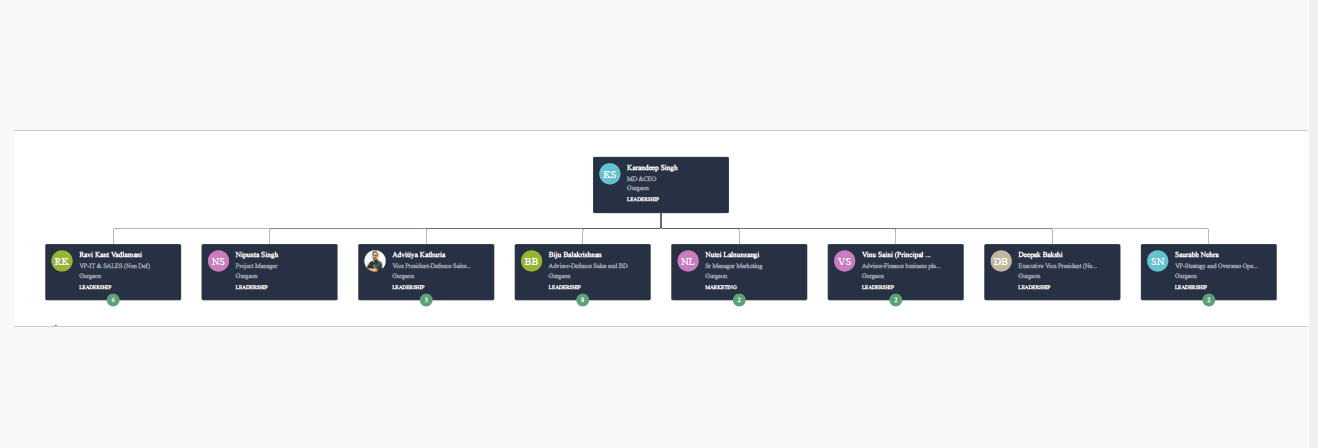 KS
Karandeep Singh
MD &CEO
Gurgaon
LEADERSHIP
RK
Ravi Kant Vadlamani
VP-IT & SALES (Non Def)
Gurgaon
LEADERSHIP
6
NS
Nipunta Singh
Project Manager
Gurgaon
LEADERSHIP
Advitiya Kathuria
Vice President-Defence Sales...
Gurgaon
LEADERSHIP
3
BB
Biju Balakrishnan
Advisor-Defence Sales and BD
Gurgaon
LEADERSHIP
8
NL
Nutei Lalnunsangi
Sr Manager Marketing
Gurgaon
MARKETING
2
VS
Vinu Saini (Principal ...
Advisor-Finance business pla...
Gurgaon
LEADERSHIP
2
DB
Deepak Bakshi
Executive Vice President (Ne...
Gurgaon
LEADERSHIP
SN
Saurabh Nehra
VP-Strategy and Overseas Ope...
Gurgaon
LEADERSHIP
2